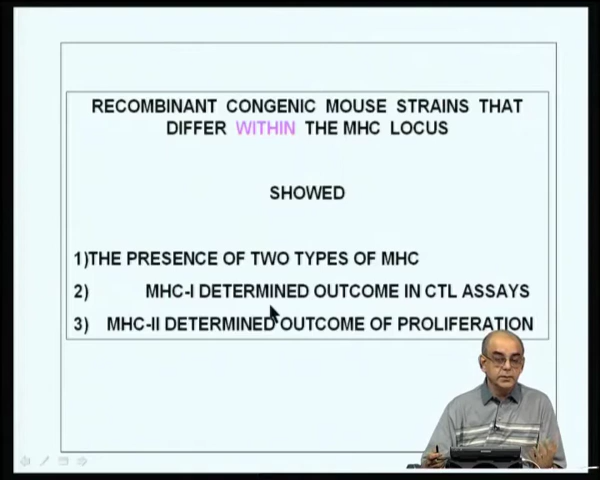 RECOMBINANT CONGENIC MOUSE STRAINS THAT
DIFFER WITHIN THE MHC LOCUS
SHOWED
1)THE PRESENCE OF TWO TYPES OF MHC
2) MHC-I DETERMINED OUTCOME IN CTL ASSAYS
3) MHC-II DETERMINED OUTCOME OF PROLIFERATION